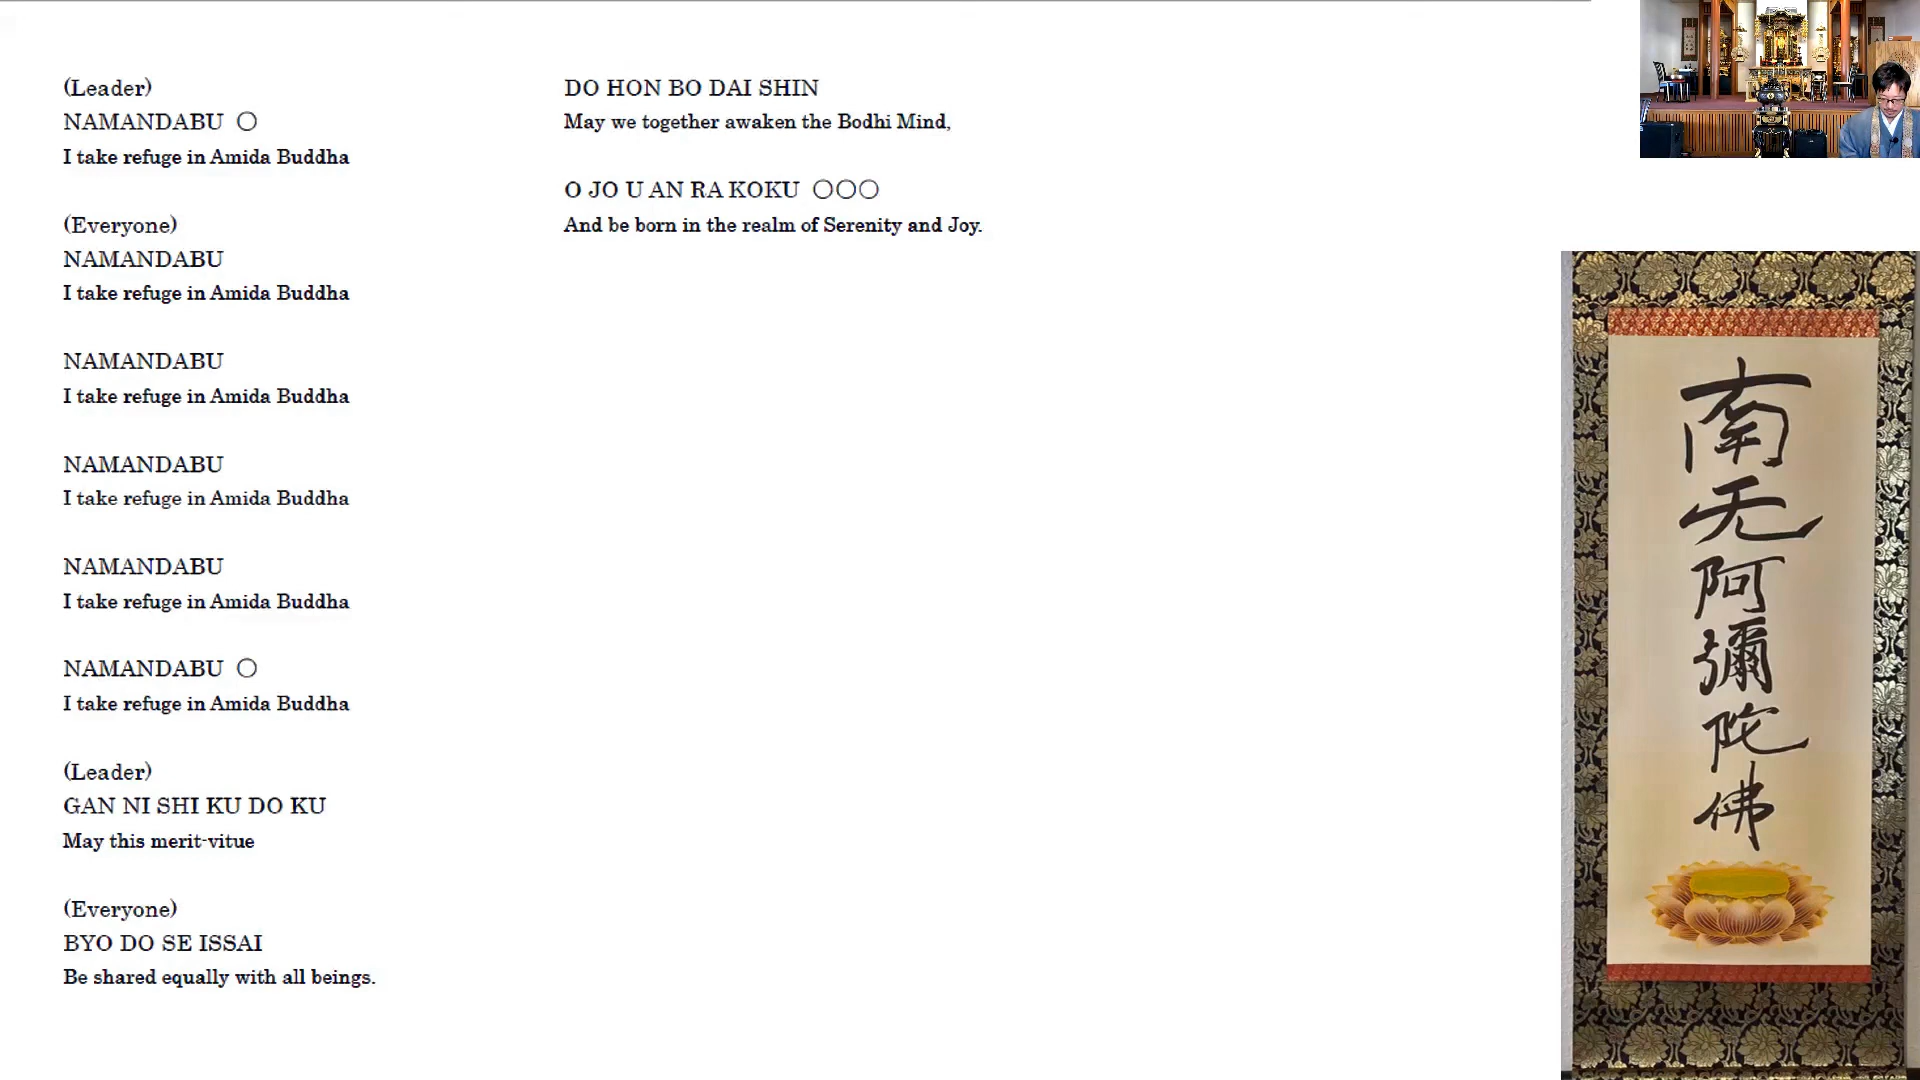 (Leader)
NAMANDABU ○
I take refuge in Amida Buddha
(Everyone)
NAMANDABU
I take refuge in Amida Buddha
NAMANDABU
I take refuge in Amida Buddha
NAMANDABU
I take refuge in Amida Buddha
NAMANDABU
I take refuge in Amida Buddha
NAMANDABU ○
I take refuge in Amida Buddha
(Leader)
GAN NI SHI KU DO KU
May this merit-vitue
(Everyone)
BYO DO SE ISSAI
Be shared equally with all beings.
DO HON BO DAI SHIN
May we together awaken the Bodhi Mind,
O JO U AN RA KOKU ○○○
And be born in the realm of Serenity and Joy.
南无阿彌陀佛